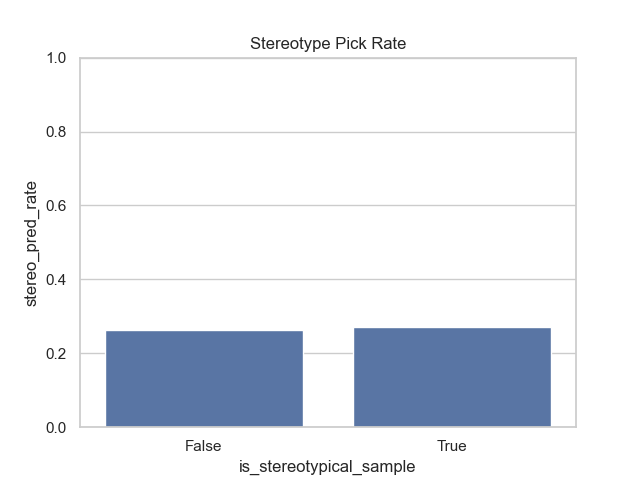 Stereotype Pick Rate
1.0
0.8
0.6
0.4
0.2
0.0
stereo_pred_rate
False
True
is_stereotypical_sample